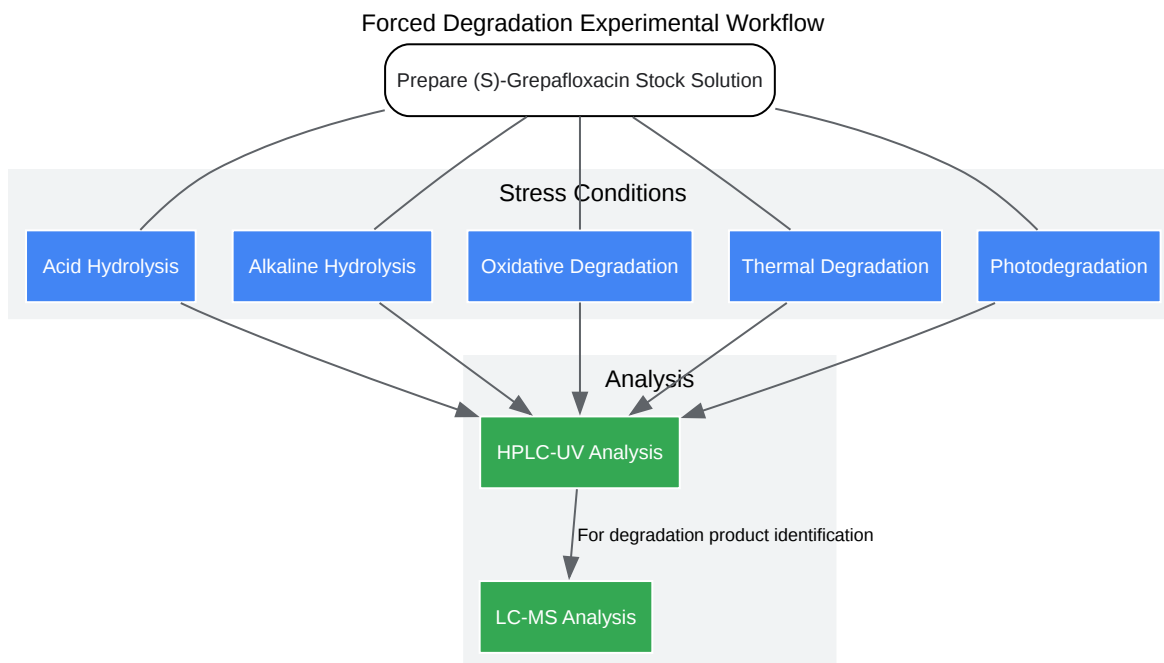 Forced Degradation Experimental Workflow
Prepare (S)-Grepafloxacin Stock Solution
Stress Conditions
Acid Hydrolysis
Alkaline Hydrolysis
Oxidative Degradation
Thermal Degradation
Photodegradation
Analysis
HPLC-UV Analysis
For degradation product identification
LC-MS Analysis